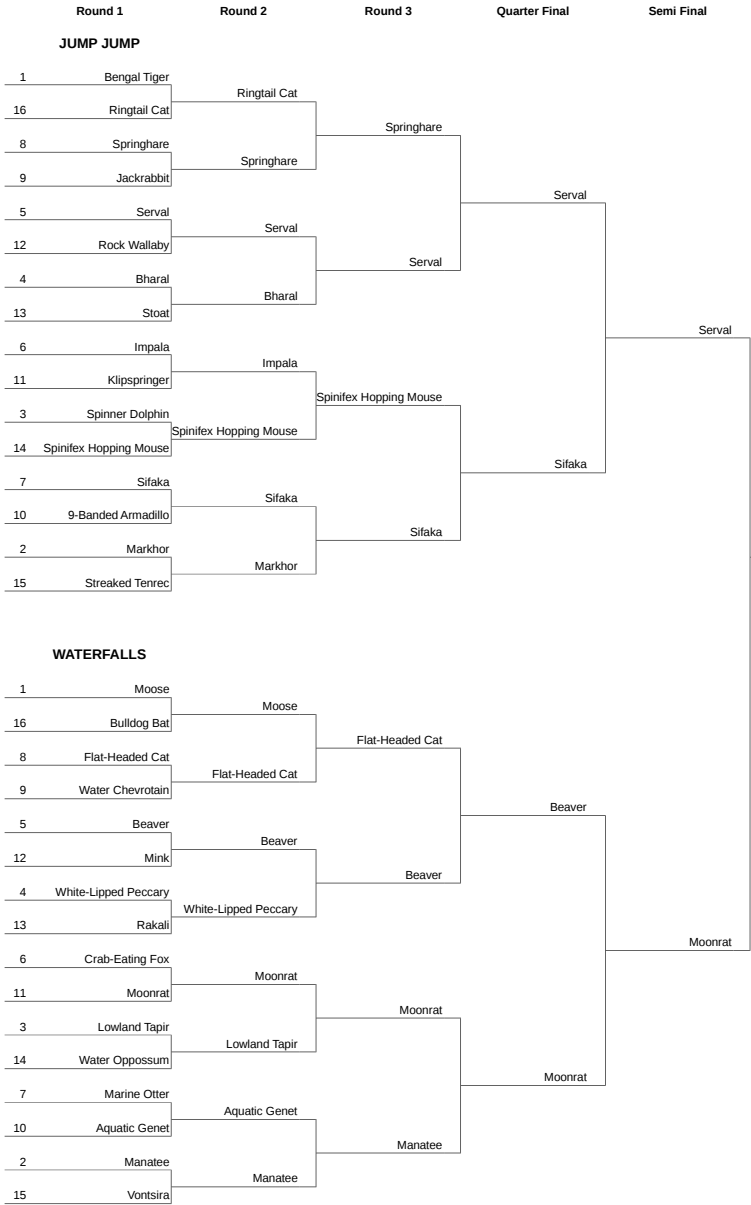 Round 1 Round 2 Round 3 Quarter Final Semi Final
JUMP JUMP
1 Bengal Tiger
Ringtail Cat
16 Ringtail Cat
Springhare
8 Springhare
Springhare
9 Jackrabbit
Serval
5 Serval
Serval
12 Rock Wallaby
Serval
4 Bharal
Bharal
13 Stoat
Serval
6 Impala
Impala
11 Klipspringer
Spinifex Hopping Mouse
3 Spinner Dolphin
Spinifex Hopping Mouse
14 Spinifex Hopping Mouse
Sifaka
7 Sifaka
Sifaka
10 9-Banded Armadillo
Sifaka
2 Markhor
Markhor
15 Streaked Tenrec
WATERFALLS
1 Moose
Moose
16 Bulldog Bat
Flat-Headed Cat
8 Flat-Headed Cat
Flat-Headed Cat
9 Water Chevrotain
Beaver
5 Beaver
Beaver
12 Mink
Beaver
4 White-Lipped Peccary
White-Lipped Peccary
13 Rakali
Moonrat
6 Crab-Eating Fox
Moonrat
11 Moonrat
Moonrat
3 Lowland Tapir
Lowland Tapir
14 Water Oppossum
Moonrat
7 Marine Otter
Aquatic Genet
10 Aquatic Genet
Manatee
2 Manatee
Manatee
15 Vontsira